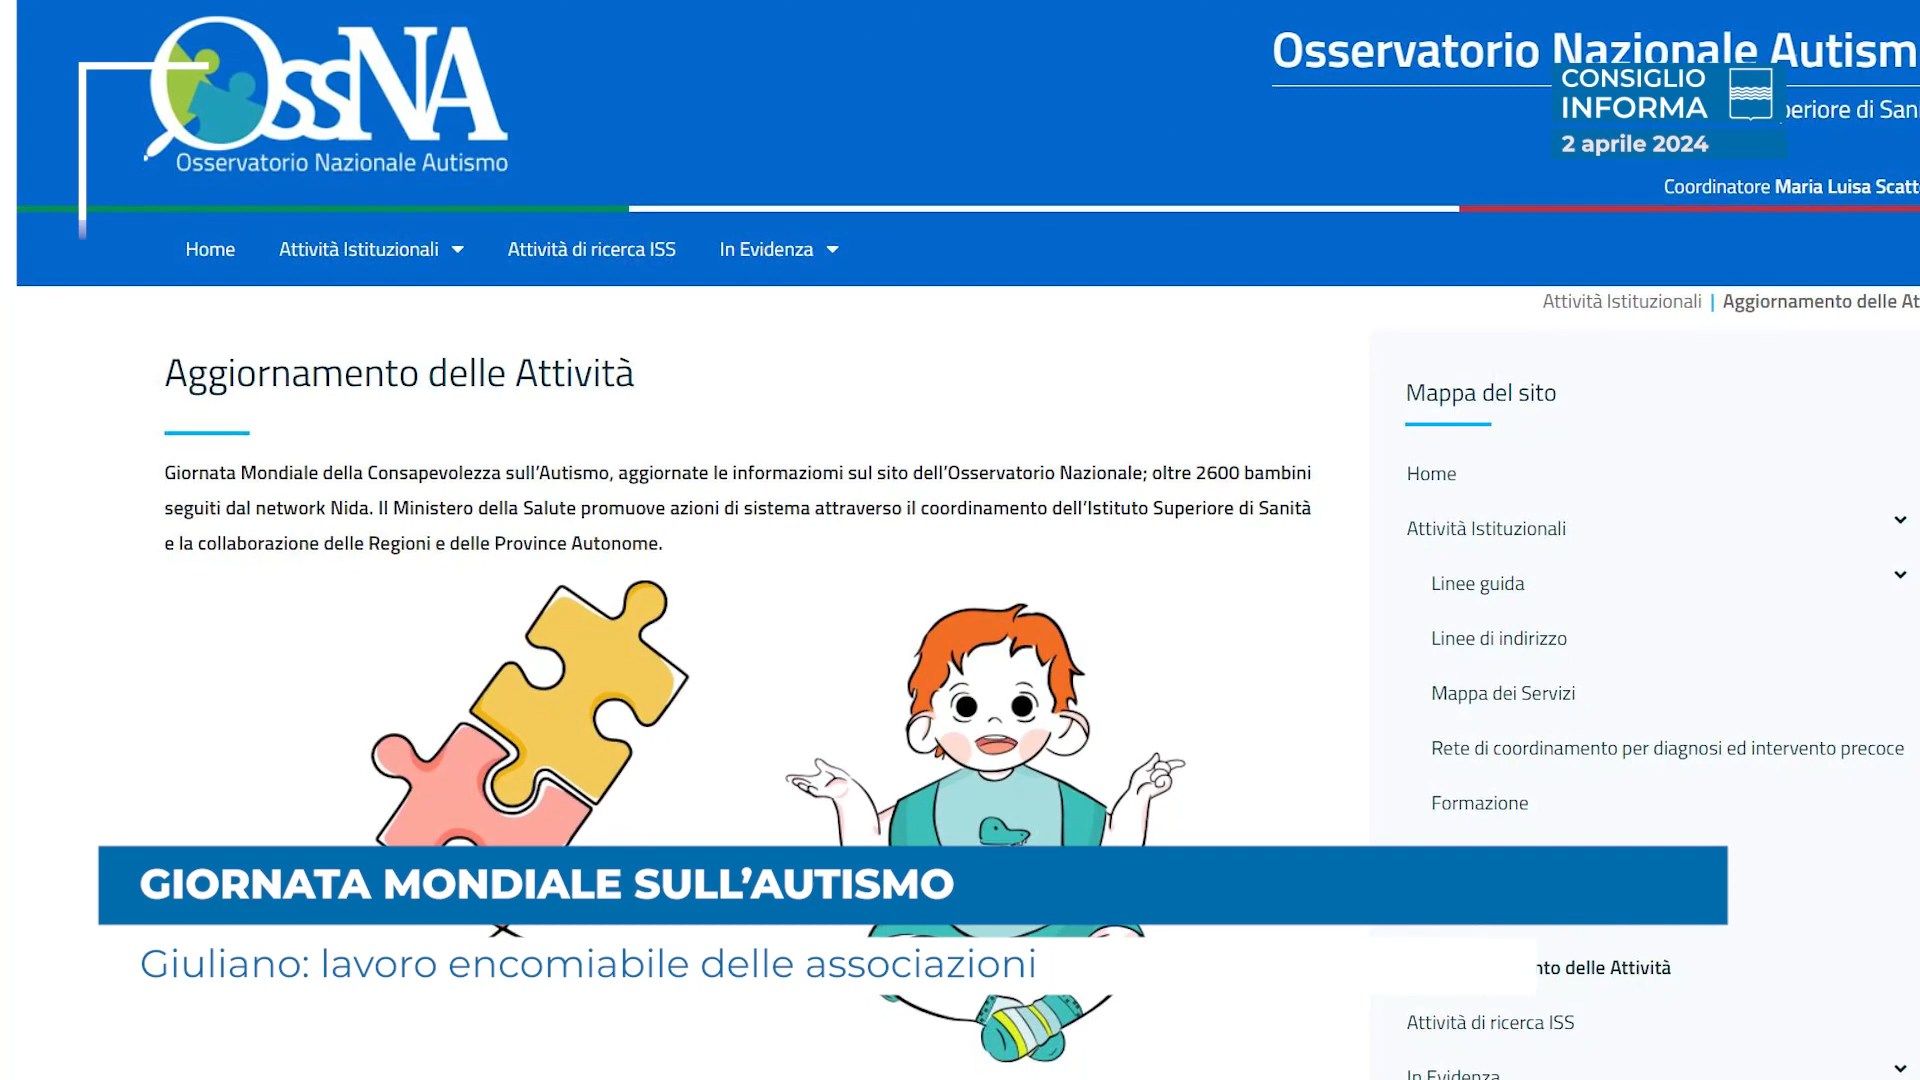 OssNA
Osservatorio Nazionale Autismo
Osservatorio Nazionale Autism
CONSIGLIO
INFORMA
2 aprile 2024
periore di San
Coordinatore Maria Luisa Scatt
Home
Attività Istituzionali
Attività di ricerca ISS
In Evidenza
Attività Istituzionali | Aggiornamento delle At
Aggiornamento delle Attività
Giornata Mondiale della Consapevolezza sull'Autismo, aggiornate le informaziomi sul sito dell'Osservatorio Nazionale; oltre 2600 bambini
seguiti dal network Nida. Il Ministero della Salute promuove azioni di sistema attraverso il coordinamento dell'Istituto Superiore di Sanità
e la collaborazione delle Regioni e delle Province Autonome.
Mappa del sito
Home
Attività Istituzionali
Linee guida
Linee di indirizzo
Mappa dei Servizi
Rete di coordinamento per diagnosi ed intervento precoce
Formazione
nto delle Attività
Attività di ricerca ISS
In Evidenza
GIORNATA MONDIALE SULL'AUTISMO
Giuliano: lavoro encomiabile delle associazioni